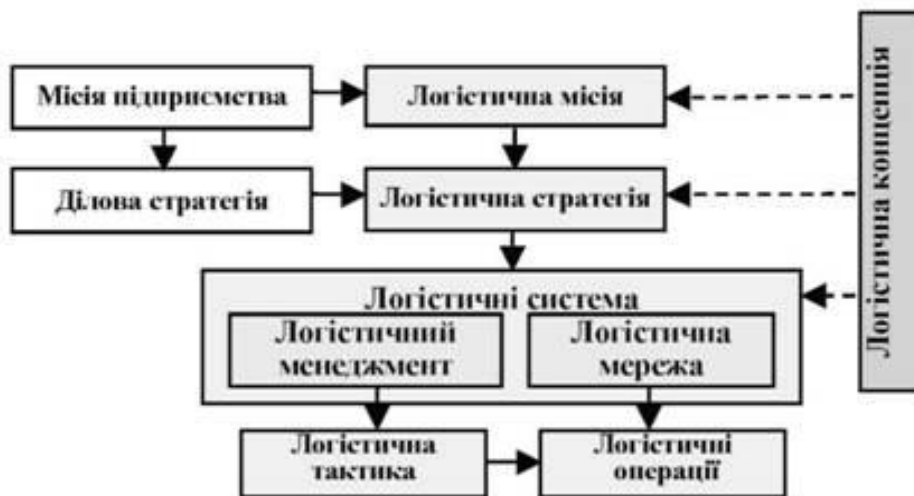 Місія підприємства
Логістична місія
Ділова стратегія
Логістична стратегія
Логістичні система
Логістичний
менеджмент
Логістична
мережа
Логістична
тактика
Логістичні
операції
Логістична концепція